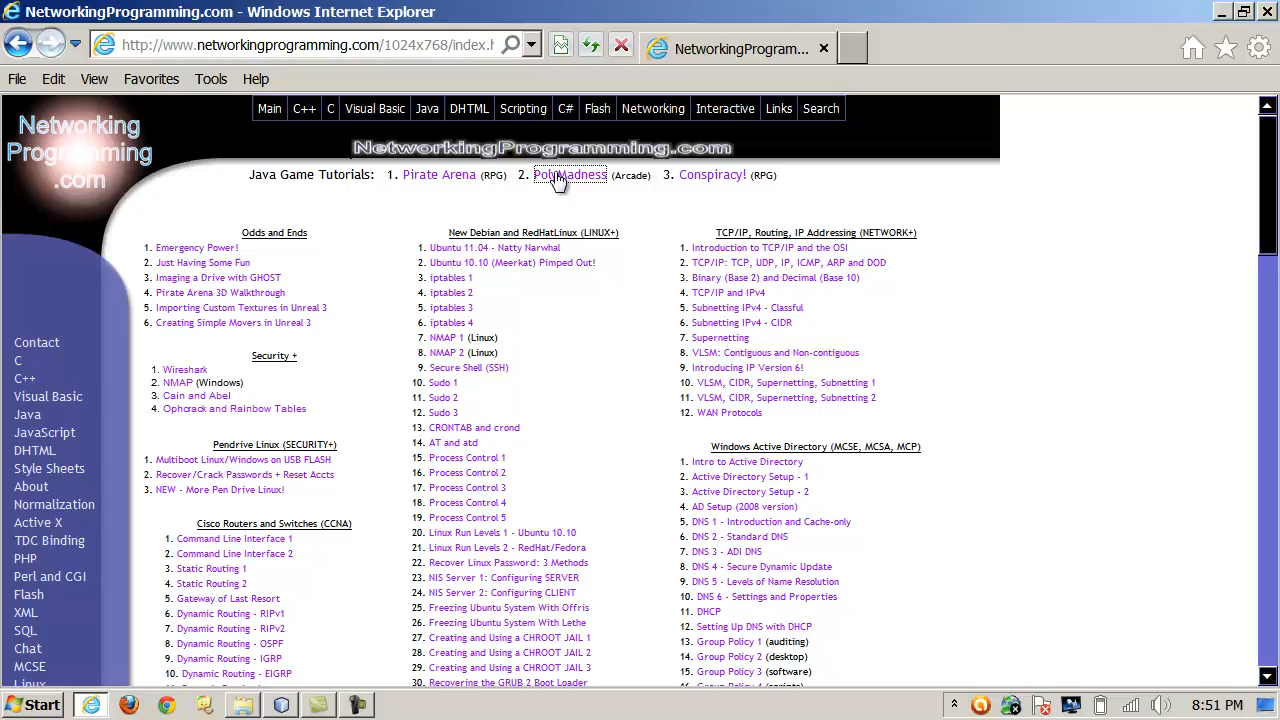 NetworkingProgramming.com - Windows Internet Explorer
http://www.networkingprogramming.com/1024x768/index.h
NetworkingProgram...
File Edit View Favorites Tools Help
Networking
Programming
.com
Main C++ C Visual Basic Java DHTML Scripting C# Flash Networking Interactive Links Search
NetworkingProgramming.com
Java Game Tutorials: 1. Pirate Arena (RPG) 2. PolyMadness (Arcade) 3. Conspiracy! (RPG)
Contact
C
C++
Visual Basic
Java
JavaScript
DHTML
Style Sheets
About
Normalization
Active X
TDC Binding
PHP
Perl and CGI
Flash
XML
SQL
Chat
MCSE
Linux
Odds and Ends
1. Emergency Power!
2. Just Having Some Fun
3. Imaging a Drive with GHOST
4. Pirate Arena 3D Walkthrough
5. Importing Custom Textures in Unreal 3
6. Creating Simple Movers in Unreal 3
Security +
1. Wireshark
2. NMAP (Windows)
3. Cain and Abel
4. Ophcrack and Rainbow Tables
Pendrive Linux (SECURITY+)
1. Multiboot Linux/Windows on USB FLASH
2. Recover/Crack Passwords + Reset Accts
3. NEW - More Pen Drive Linux!
Cisco Routers and Switches (CCNA)
1. Command Line Interface 1
2. Command Line Interface 2
3. Static Routing 1
4. Static Routing 2
5. Gateway of Last Resort
6. Dynamic Routing - RIPv1
7. Dynamic Routing - RIPv2
8. Dynamic Routing - OSPF
9. Dynamic Routing - IGRP
10. Dynamic Routing - EIGRP
New Debian and RedHatLinux (LINUX+)
1. Ubuntu 11.04 - Natty Narwhal
2. Ubuntu 10.10 (Meerkat) Pimped Out!
3. iptables 1
4. iptables 2
5. iptables 3
6. iptables 4
7. NMAP 1 (Linux)
8. NMAP 2 (Linux)
9. Secure Shell (SSH)
10. Sudo 1
11. Sudo 2
12. Sudo 3
13. CRONTAB and crond
14. AT and atd
15. Process Control 1
16. Process Control 2
17. Process Control 3
18. Process Control 4
19. Process Control 5
20. Linux Run Levels 1 - Ubuntu 10.10
21. Linux Run Levels 2 - RedHat/Fedora
22. Recover Linux Password: 3 Methods
23. NIS Server 1: Configuring SERVER
24. NIS Server 2: Configuring CLIENT
25. Freezing Ubuntu System With Offris
26. Freezing Ubuntu System With Lethe
27. Creating and Using a CHROOT JAIL 1
28. Creating and Using a CHROOT JAIL 2
29. Creating and Using a CHROOT JAIL 3
30. Recovering the GRUB 2 Boot Loader
TCP/IP, Routing, IP Addressing (NETWORK+)
1. Introduction to TCP/IP and the OSI
2. TCP/IP: TCP, UDP, IP, ICMP, ARP and DOD
3. Binary (Base 2) and Decimal (Base 10)
4. TCP/IP and IPv4
5. Subnetting IPv4 - Classful
6. Subnetting IPv4 - CIDR
7. Supernetting
8. VLSM: Contiguous and Non-contiguous
9. Introducing IP Version 6!
10. VLSM, CIDR, Supernetting, Subnetting 1
11. VLSM, CIDR, Supernetting, Subnetting 2
12. WAN Protocols
Windows Active Directory (MCSE, MCSA, MCP)
1. Intro to Active Directory
2. Active Directory Setup - 1
3. Active Directory Setup - 2
4. AD Setup (2008 version)
5. DNS 1 - Introduction and Cache-only
6. DNS 2 - Standard DNS
7. DNS 3 - ADI DNS
8. DNS 4 - Secure Dynamic Update
9. DNS 5 - Levels of Name Resolution
10. DNS 6 - Settings and Properties
11. DHCP
12. Setting Up DNS with DHCP
13. Group Policy 1 (auditing)
14. Group Policy 2 (desktop)
15. Group Policy 3 (software)
Start
8:51 PM